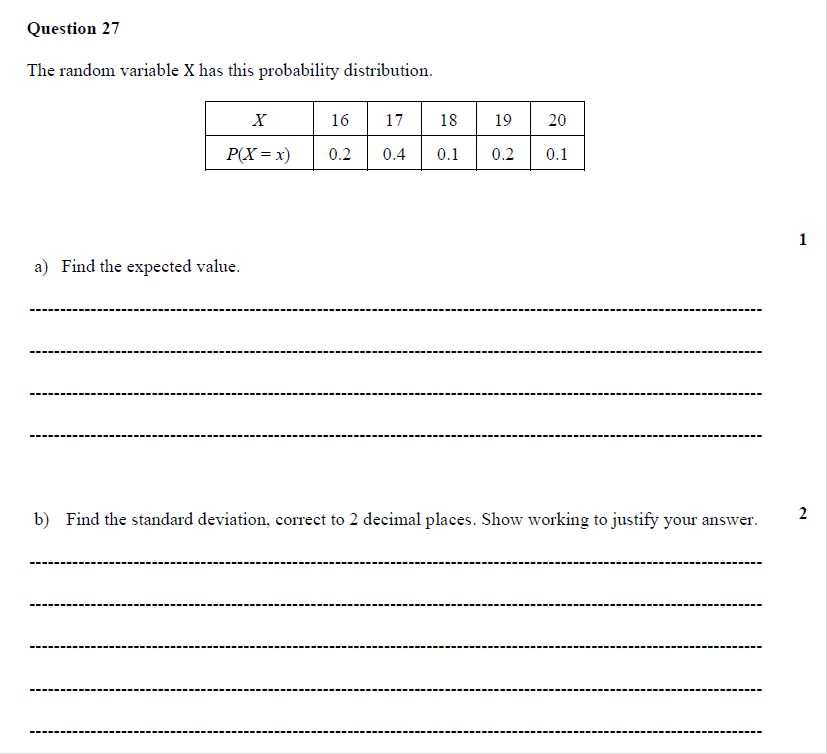 Question 27
The random variable X has this probability distribution.
X 16 17 18 19 20
P(X = x) 0.2 0.4 0.1 0.2 0.1
1
a) Find the expected value.
b) Find the standard deviation, correct to 2 decimal places. Show working to justify your answer. 2